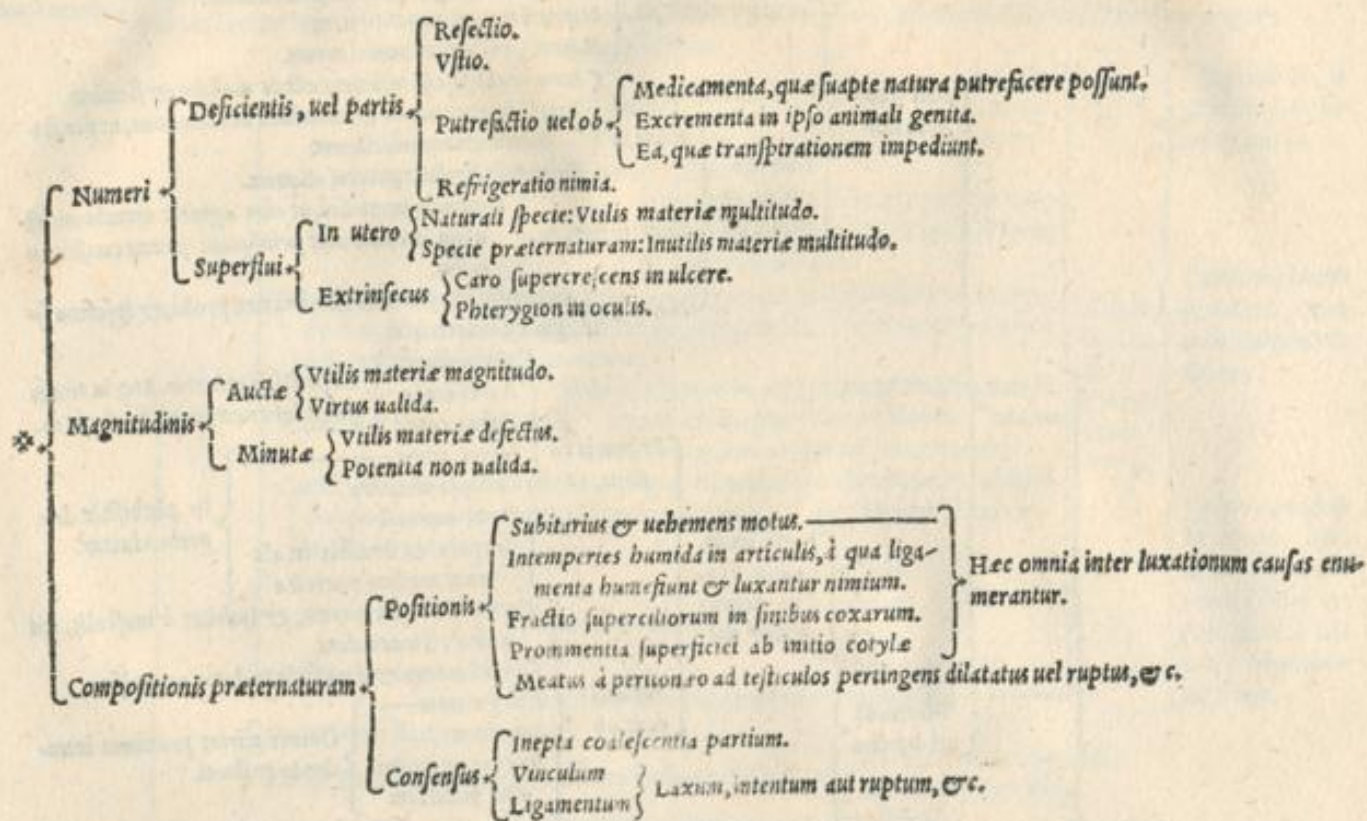 Resectio.
Vstio.
Deficientis, uel partis
Putrefactio uel ob
Medicamenta, quæ suapte natura putrefacere possunt.
Excrementa in ipso animali genita.
Ea, quæ transpirationem impediunt.
Refrigeratio nimia.
Numeri
Superflui
In utero
Naturali specie: Vtilis materiæ multitudo.
Specie præternaturam: Inutilis materiæ multitudo.
Extrinsecus
Caro supercrescens in ulcere.
Phterygion in oculis.
Magnitudinis
Auctæ
Vtilis materiæ magnitudo.
Virtus ualida.
Minutæ
Vtilis materiæ defectus.
Potentia non ualida.
Compositionis præternaturam
Positionis
Subitarius & uehemens motus.
Intemperies humida in articulis, à qua liga-
menta humefiunt & luxantur nimium.
Fractio superciliorum in sinibus coxarum.
Prominentia superficiei ab initio cotylæ
Hæc omnia inter luxationum causas enu-
merantur.
Meatus à peritonæo ad testiculos pertingens dilatatus uel ruptus, &c.
Consensus
Inepta coalescentia partium.
Vinculum
Ligamentum
Laxum, intentum aut ruptum, &c.